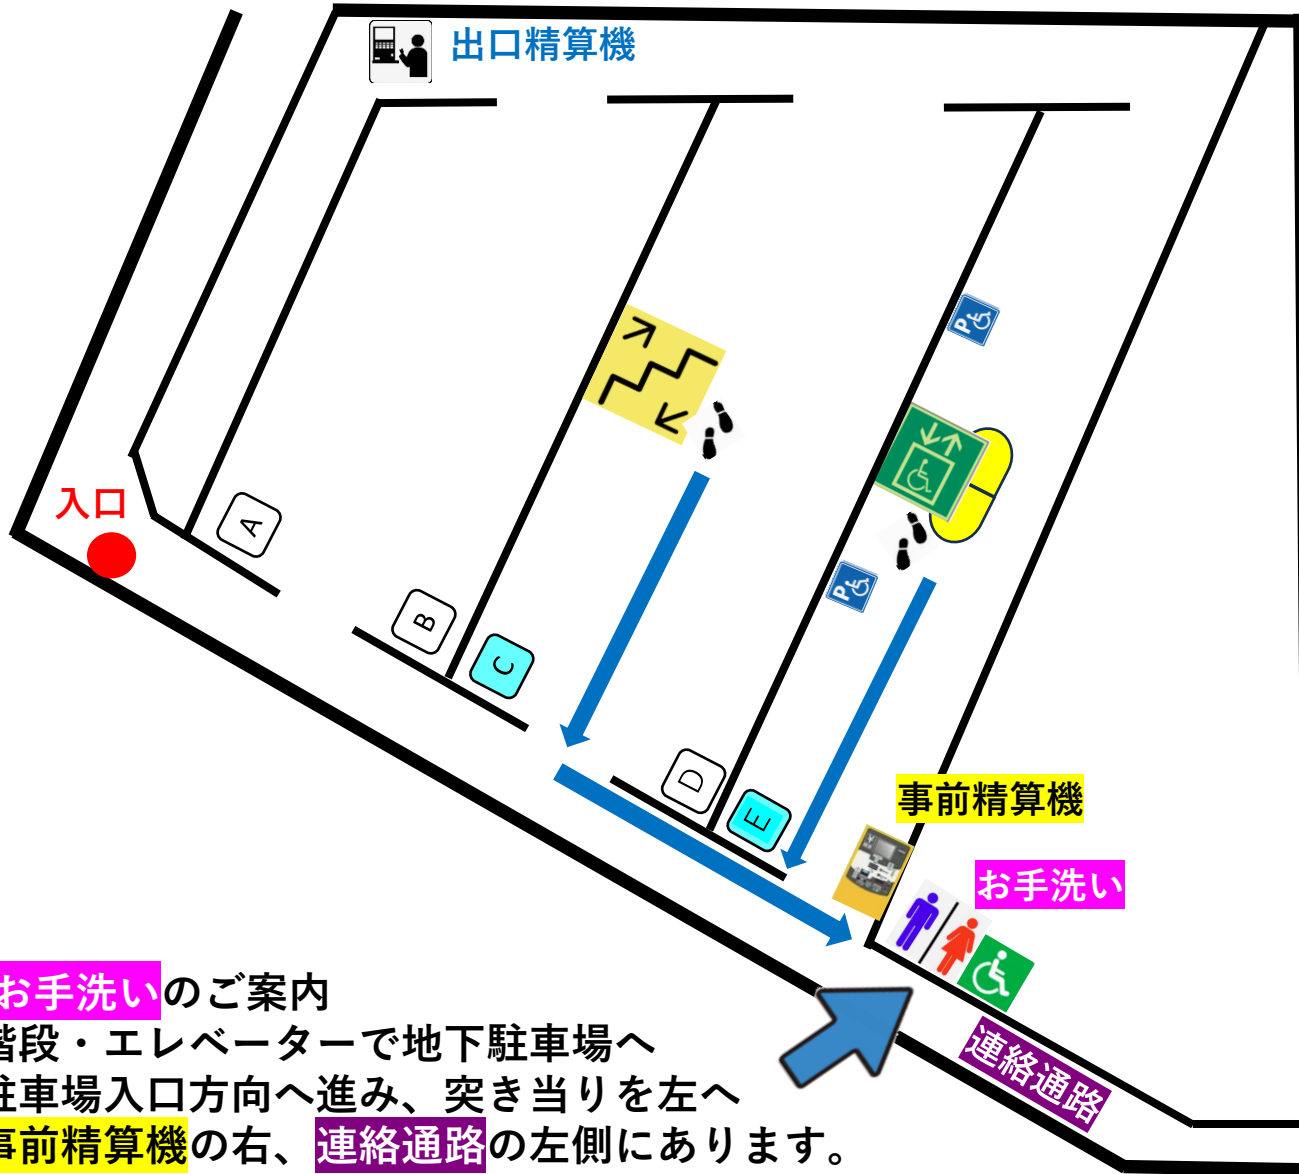 出口精算機
入口
A
B
C
D
E
P
P
事前精算機
お手洗い
連絡通路
お手洗いのご案内
階段・エレベーターで地下駐車場へ
駐車場入口方向へ進み、突き当りを左へ
事前精算機の右、連絡通路の左側にあります。